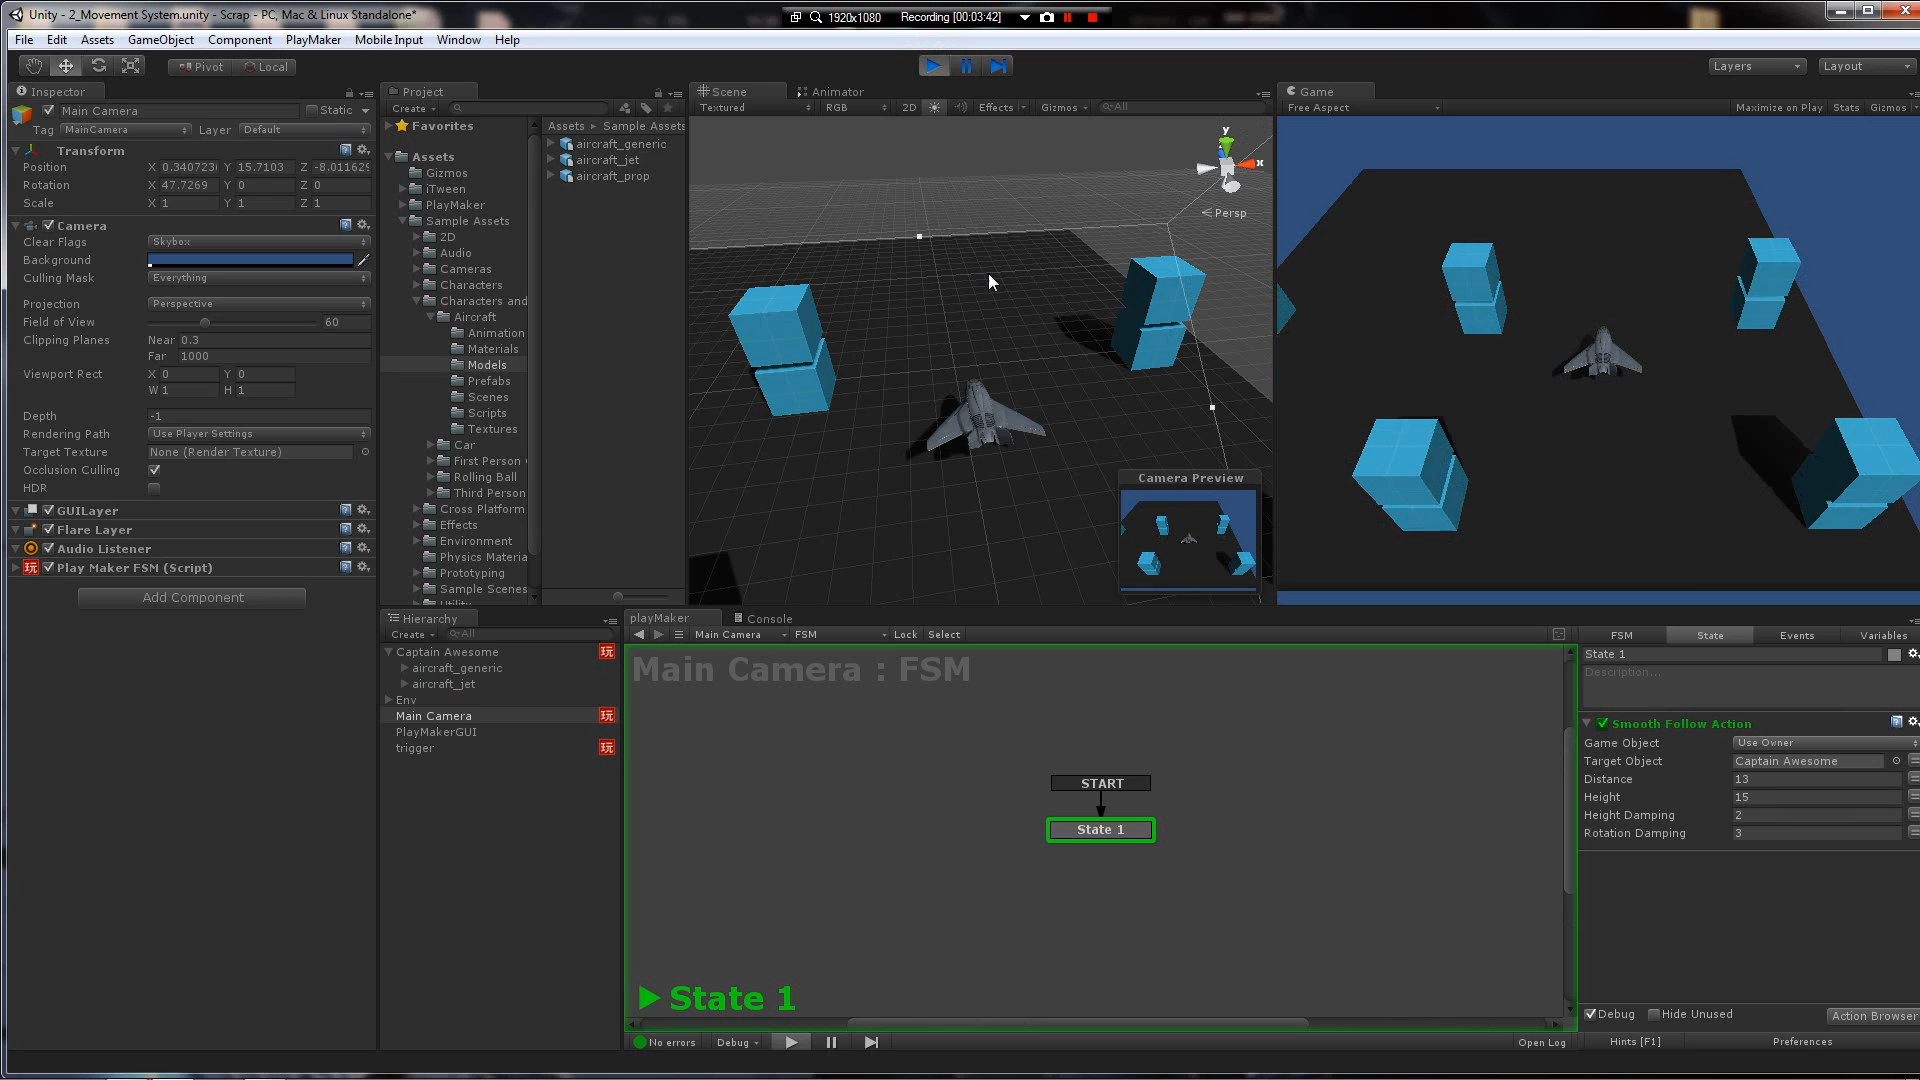 Unity - 2_Movement System.unity - Scrap - PC, Mac & Linux Standalone*
1920x1080 Recording [00:03:42]
File Edit Assets GameObject Component PlayMaker Mobile Input Window Help
Pivot Local
Layers Layout
Inspector
Main Camera Static
Tag MainCamera Layer Default
Transform
Position X 0.340723 Y 15.7103 Z -8.011629
Rotation X 47.7269 Y 0 Z 0
Scale X 1 Y 1 Z 1
Camera
Clear Flags Skybox
Background
Culling Mask Everything
Projection Perspective
Field of View 60
Clipping Planes Near 0.3
Far 1000
Viewport Rect X 0 Y 0
W 1 H 1
Depth -1
Rendering Path Use Player Settings
Target Texture None (Render Texture)
Occlusion Culling
HDR
GUILayer
Flare Layer
Audio Listener
Play Maker FSM (Script)
Add Component
Project
Create
Favorites
Assets
Gizmos
iTween
PlayMaker
Sample Assets
2D
Audio
Cameras
Characters
Characters and
Aircraft
Animation
Materials
Models
Prefabs
Scenes
Scripts
Textures
Car
First Person
Rolling Ball
Third Person
Cross Platform
Effects
Environment
Physics Materia
Prototyping
Sample Scenes
Utility
Assets Sample Assets
aircraft_generic
aircraft_jet
aircraft_prop
Scene Animator
Textured RGB 2D Effects Gizmos All
y
x
Persp
Camera Preview
Game
Free Aspect Maximize on Play Stats Gizmos
Hierarchy
Create All
Captain Awesome 玩
aircraft_generic
aircraft_jet
Env
Main Camera 玩
PlayMakerGUI
trigger 玩
playMaker Console
Main Camera FSM Lock Select
Main Camera : FSM
START
State 1
State 1
No errors Debug Open Log
FSM State Events Variables
State 1
Description...
Smooth Follow Action
Game Object Use Owner
Target Object Captain Awesome
Distance 13
Height 15
Height Damping 2
Rotation Damping 3
Debug Hide Unused Action Browser
Hints [F1] Preferences